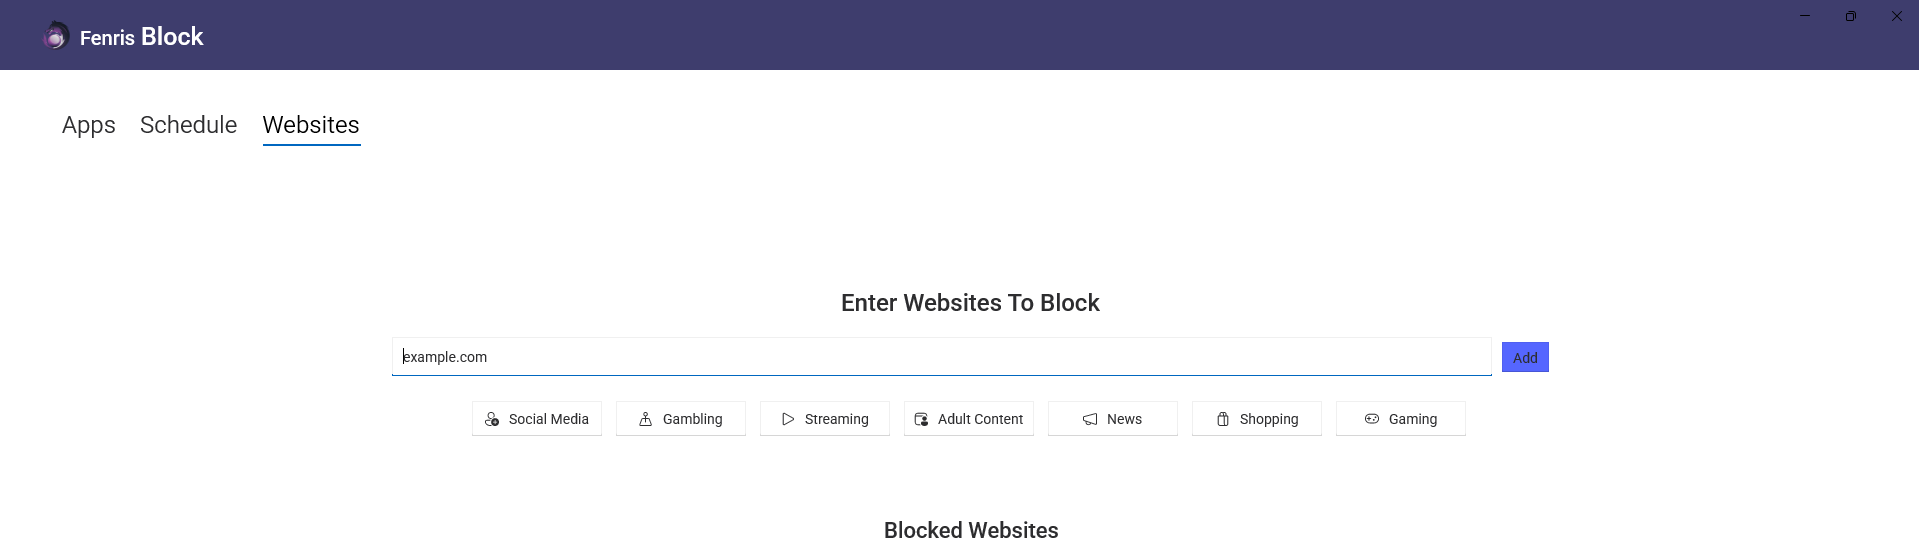 Fenris Block
Apps Schedule Websites
Enter Websites To Block
example.com Add
Social Media Gambling Streaming Adult Content News Shopping Gaming
Blocked Websites